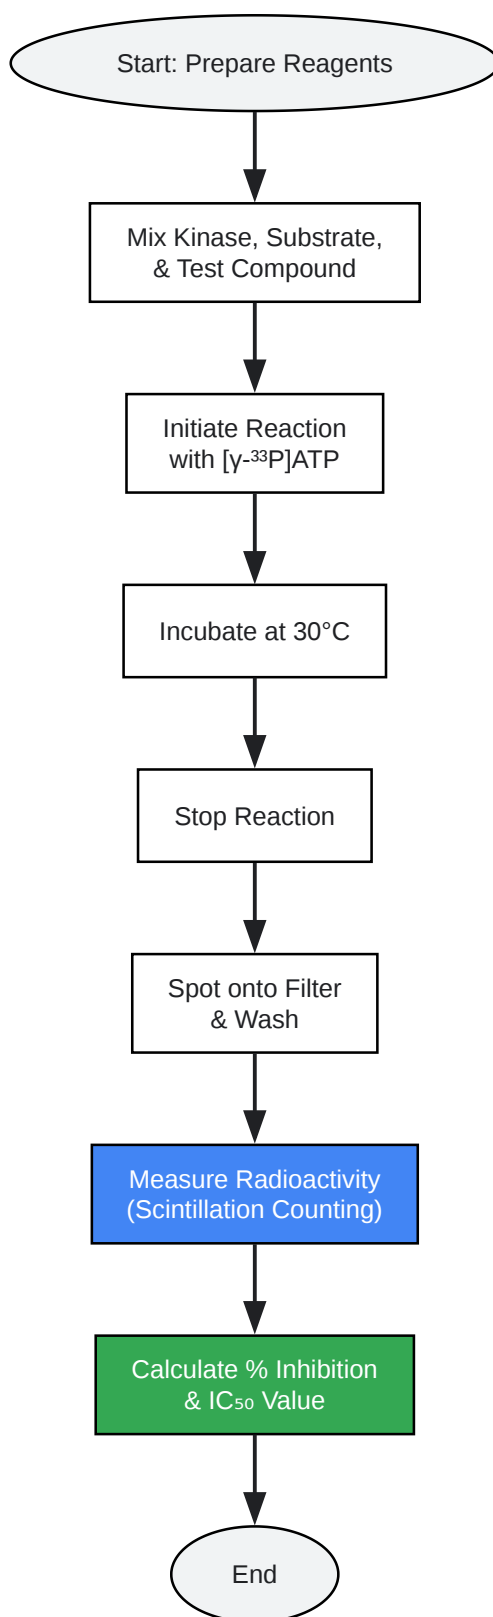 Start: Prepare Reagents
Mix Kinase, Substrate,
& Test Compound
Initiate Reaction
with [γ-³³P]ATP
Incubate at 30°C
Stop Reaction
Spot onto Filter
& Wash
Measure Radioactivity
(Scintillation Counting)
Calculate % Inhibition
& IC₅₀ Value
End